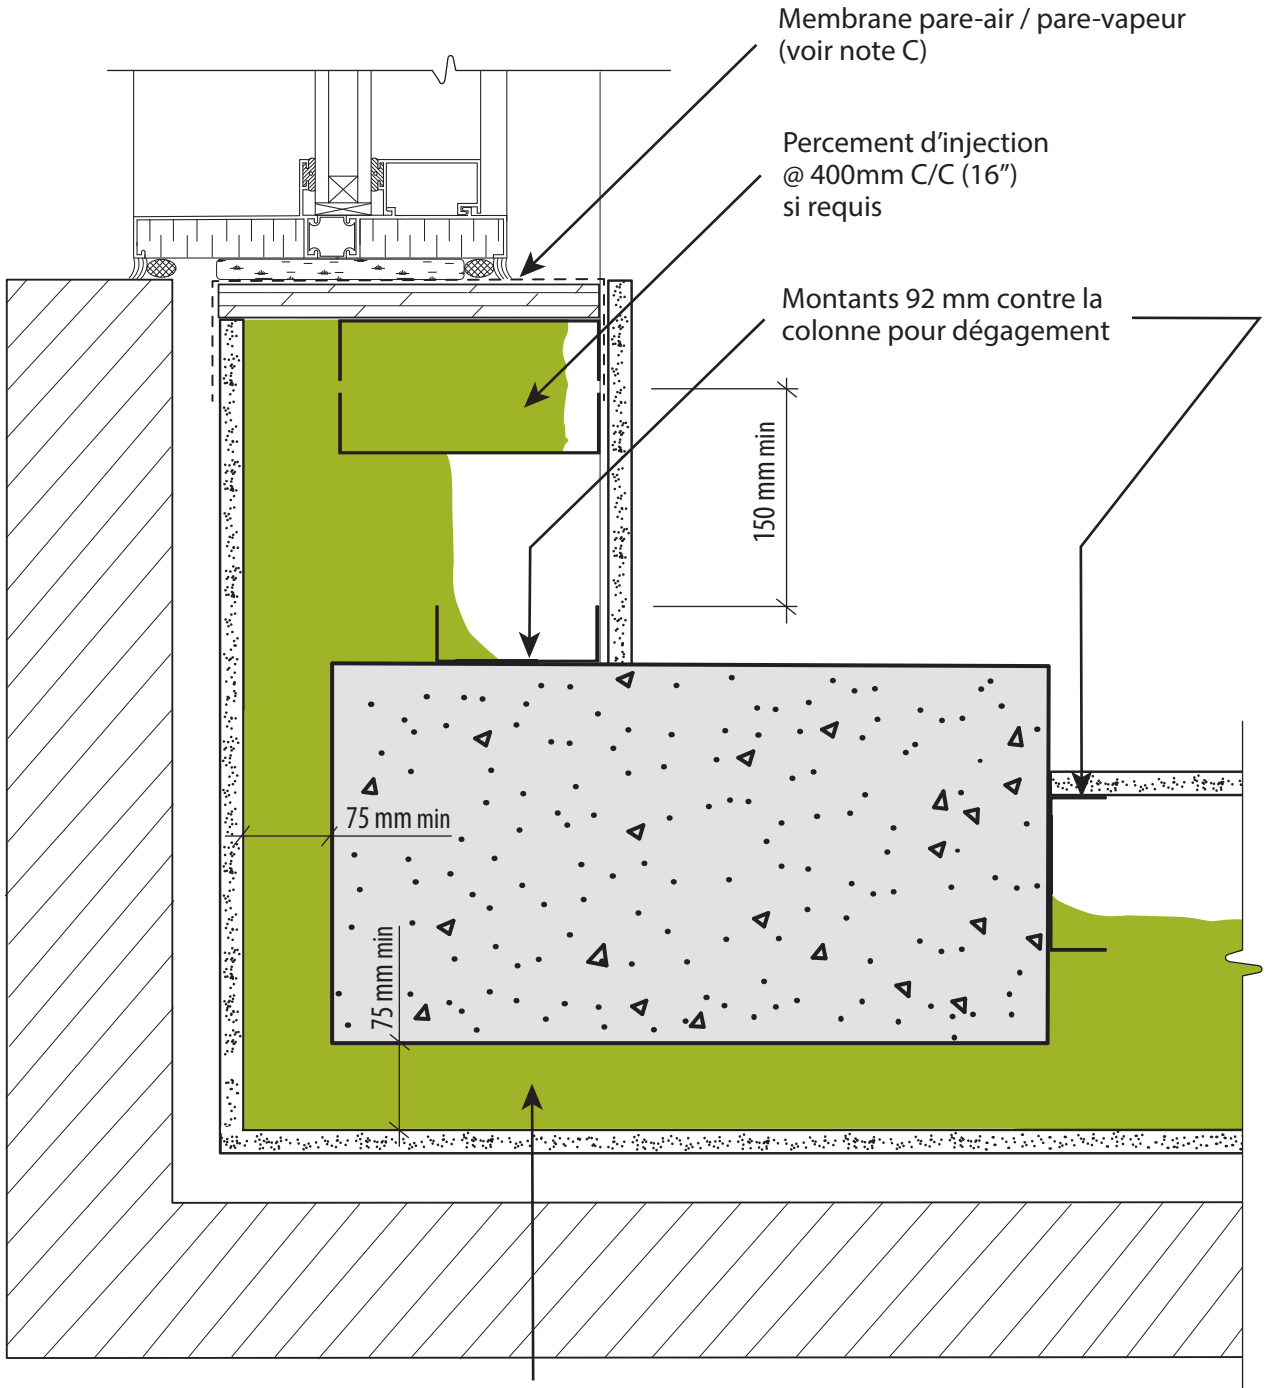 Membrane pare-air / pare-vapeur
(voir note C)
Percement d’injection
@ 400mm C/C (16”)
si requis
Montants 92 mm contre la
colonne pour dégagement
150 mm min
75 mm min
75 mm min